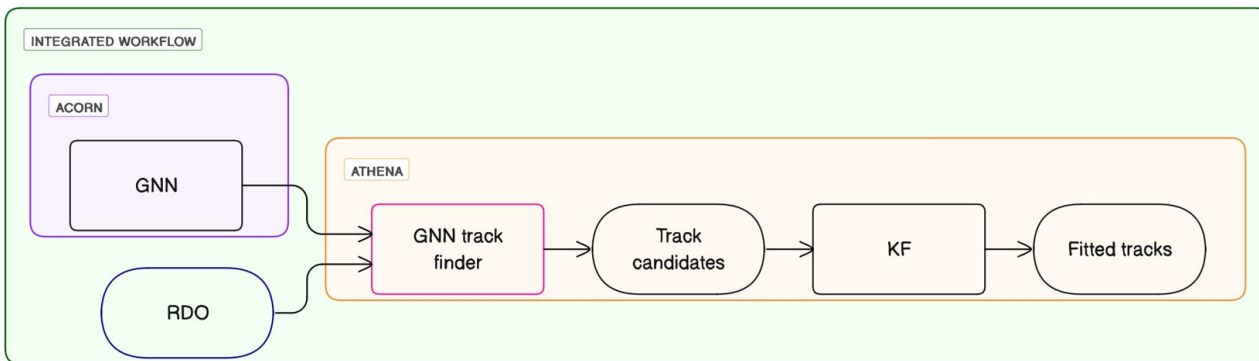 INTEGRATED WORKFLOW
ACORN
GNN
ATHENA
GNN track
finder
Track
candidates
KF
Fitted tracks
RDO